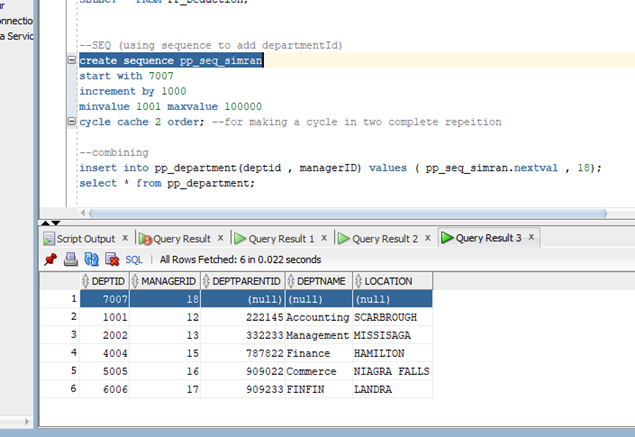 ur
onnectio
a Servic
--SEQ (using sequence to add departmentId)
create sequence pp_seq_simran
start with 7007
increment by 1000
minvalue 1001 maxvalue 100000
cycle cache 2 order; --for making a cycle in two complete repeition
--combining
insert into pp_department(deptid , managerID) values ( pp_seq_simran.nextval , 18);
select * from pp_department;
Script Output x Query Result x Query Result 1 x Query Result 2 x Query Result 3 x
SQL | All Rows Fetched: 6 in 0.022 seconds
DEPTID MANAGERID DEPTPARENTID DEPTNAME LOCATION
1 7007 18 (null) (null) (null)
2 1001 12 222145 Accounting SCARBROUGH
3 2002 13 332233 Management MISSISAGA
4 4004 15 787822 Finance HAMILTON
5 5005 16 909022 Commerce NIAGRA FALLS
6 6006 17 909233 FINFIN LANDRA